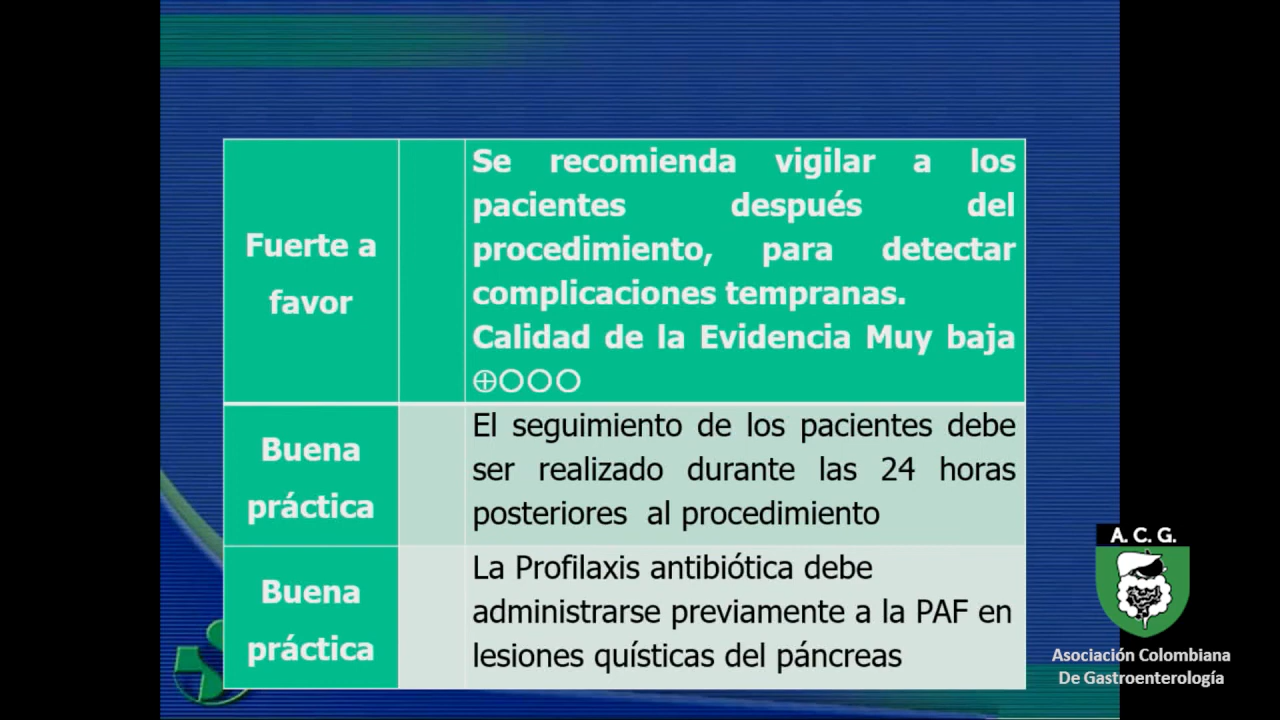 Fuerte a
favor
Se recomienda vigilar a los
pacientes después del
procedimiento, para detectar
complicaciones tempranas.
Calidad de la Evidencia Muy baja
⊕○○○
Buena
práctica
El seguimiento de los pacientes debe
ser realizado durante las 24 horas
posteriores al procedimiento
Buena
práctica
La Profilaxis antibiótica debe
administrarse previamente a la PAF en
lesiones quísticas del páncreas
A. C. G.
Asociación Colombiana
De Gastroenterología